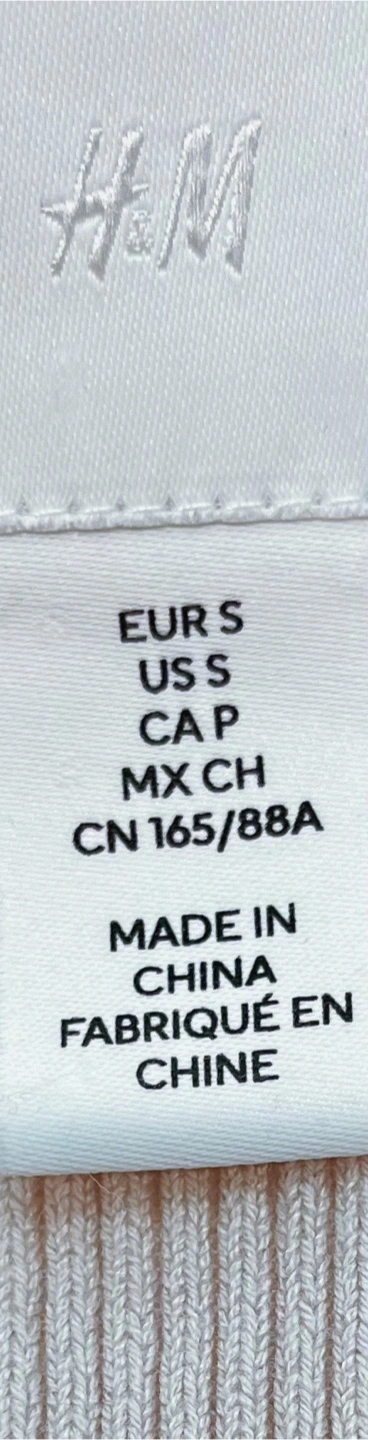 H&M
EUR S
US S
CA P
MX CH
CN 165/88A
MADE IN
CHINA
FABRIQUÉ EN
CHINE